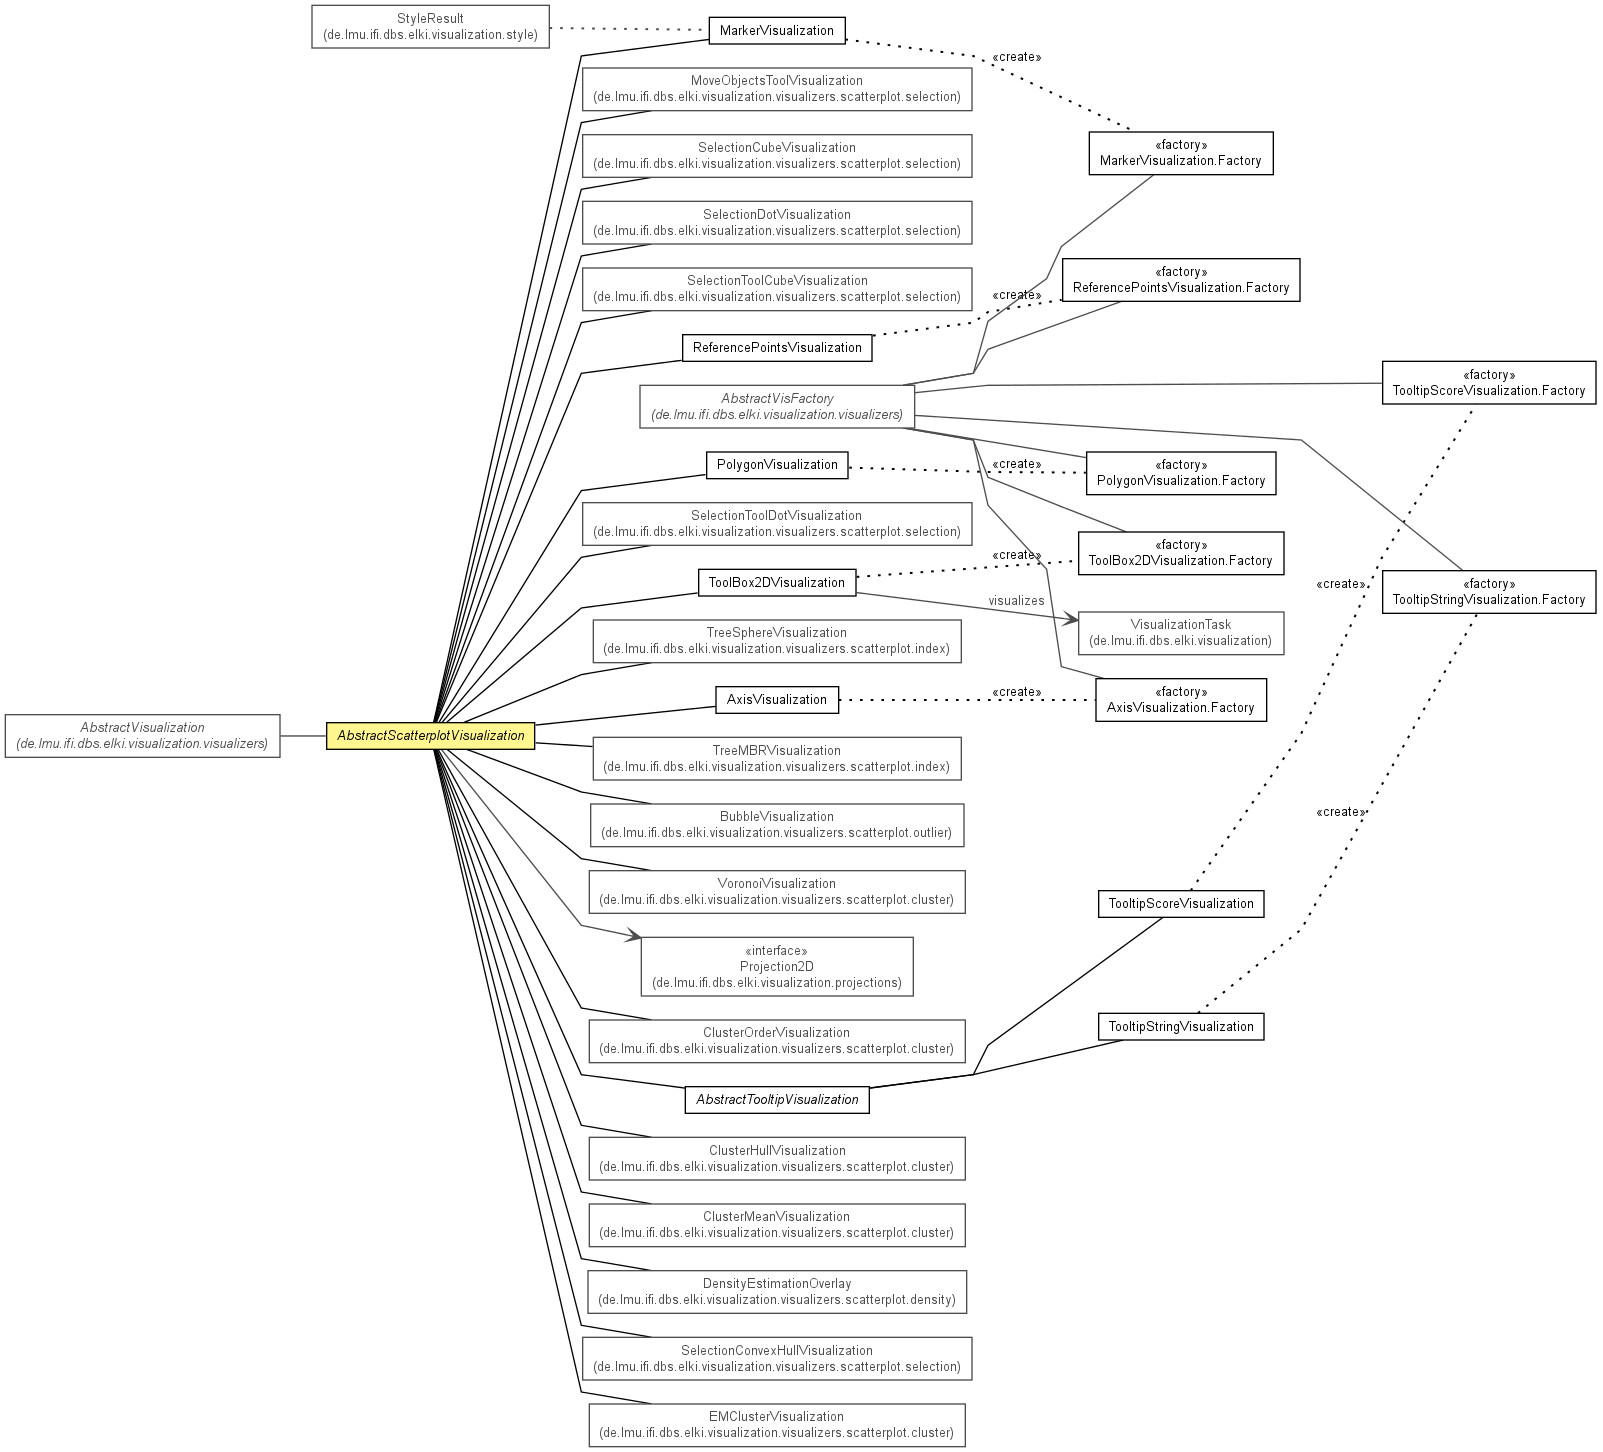 StyleResult
(de.lmu.ifi.dbs.elki.visualization.style)
MarkerVisualization
«create»
MoveObjectsToolVisualization
(de.lmu.ifi.dbs.elki.visualization.visualizers.scatterplot.selection)
SelectionCubeVisualization
(de.lmu.ifi.dbs.elki.visualization.visualizers.scatterplot.selection)
«factory»
MarkerVisualization.Factory
SelectionDotVisualization
(de.lmu.ifi.dbs.elki.visualization.visualizers.scatterplot.selection)
SelectionToolCubeVisualization
(de.lmu.ifi.dbs.elki.visualization.visualizers.scatterplot.selection)
«create»
«factory»
ReferencePointsVisualization.Factory
ReferencePointsVisualization
AbstractVisFactory
(de.lmu.ifi.dbs.elki.visualization.visualizers)
«factory»
TooltipScoreVisualization.Factory
PolygonVisualization
«create»
«factory»
PolygonVisualization.Factory
SelectionToolDotVisualization
(de.lmu.ifi.dbs.elki.visualization.visualizers.scatterplot.selection)
«create»
«factory»
ToolBox2DVisualization.Factory
ToolBox2DVisualization
«create»
«factory»
TooltipStringVisualization.Factory
visualizes
VisualizationTask
(de.lmu.ifi.dbs.elki.visualization)
TreeSphereVisualization
(de.lmu.ifi.dbs.elki.visualization.visualizers.scatterplot.index)
AxisVisualization
«create»
«factory»
AxisVisualization.Factory
AbstractVisualization
(de.lmu.ifi.dbs.elki.visualization.visualizers)
AbstractScatterplotVisualization
TreeMBRVisualization
(de.lmu.ifi.dbs.elki.visualization.visualizers.scatterplot.index)
BubbleVisualization
(de.lmu.ifi.dbs.elki.visualization.visualizers.scatterplot.outlier)
«create»
VoronoiVisualization
(de.lmu.ifi.dbs.elki.visualization.visualizers.scatterplot.cluster)
TooltipScoreVisualization
«interface»
Projection2D
(de.lmu.ifi.dbs.elki.visualization.projections)
ClusterOrderVisualization
(de.lmu.ifi.dbs.elki.visualization.visualizers.scatterplot.cluster)
TooltipStringVisualization
AbstractTooltipVisualization
ClusterHullVisualization
(de.lmu.ifi.dbs.elki.visualization.visualizers.scatterplot.cluster)
ClusterMeanVisualization
(de.lmu.ifi.dbs.elki.visualization.visualizers.scatterplot.cluster)
DensityEstimationOverlay
(de.lmu.ifi.dbs.elki.visualization.visualizers.scatterplot.density)
SelectionConvexHullVisualization
(de.lmu.ifi.dbs.elki.visualization.visualizers.scatterplot.selection)
EMClusterVisualization
(de.lmu.ifi.dbs.elki.visualization.visualizers.scatterplot.cluster)